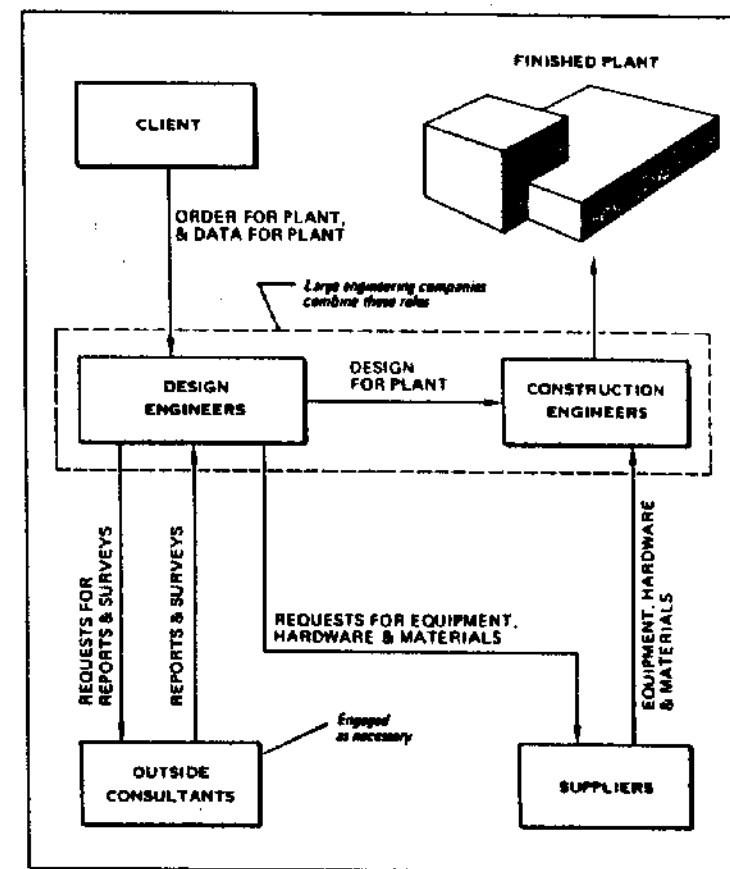 FINISHED PLANT
CLIENT
ORDER FOR PLANT,
& DATA FOR PLANT
Large engineering companies
combine these roles
DESIGN
ENGINEERS
DESIGN
FOR PLANT
CONSTRUCTION
ENGINEERS
REQUESTS FOR
REPORTS & SURVEYS
REPORTS & SURVEYS
REQUESTS FOR EQUIPMENT,
HARDWARE & MATERIALS
EQUIPMENT, HARDWARE
& MATERIALS
Engaged
as necessary
OUTSIDE
CONSULTANTS
SUPPLIERS